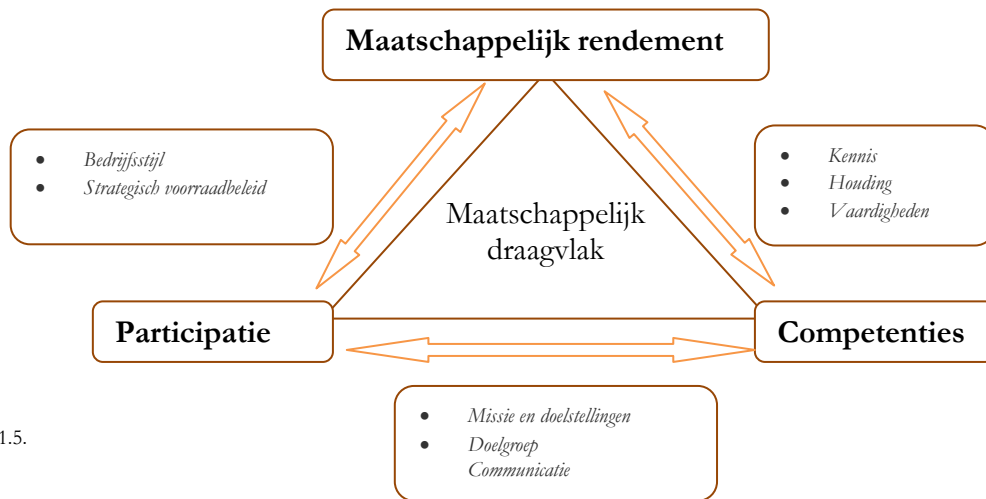 Maatschappelijk rendement
• Bedrijfsstijl
• Strategisch voorraadbeleid
• Kennis
• Houding
• Vaardigheden
Maatschappelijk
draagvlak
Participatie
Competenties
• Missie en doelstellingen
• Doelgroep
Communicatie
1.5.